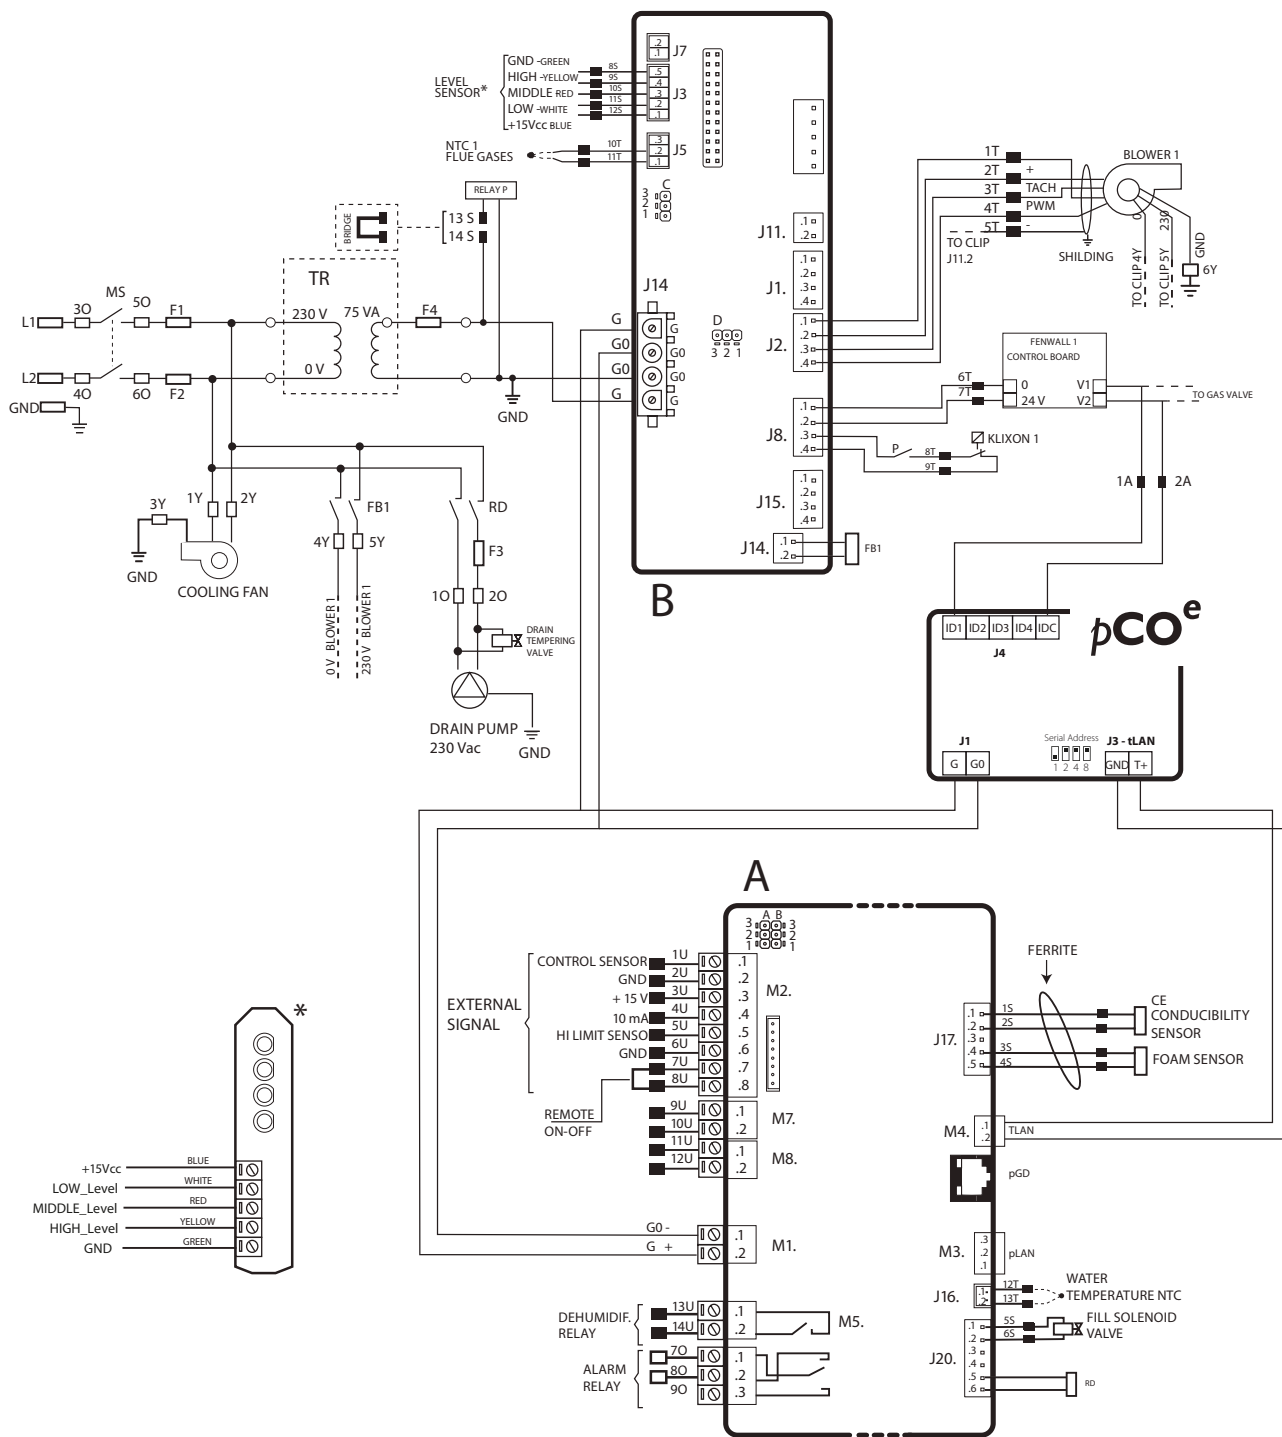 .2
.1
J7
LEVEL
SENSOR*
GND -GREEN
HIGH -YELLOW
MIDDLE RED
LOW -WHITE
+15Vcc BLUE
8S
9S
10S
11S
12S
.5
.4
.3
.2
.1
J3
NTC 1
FLUE GASES
10T
11T
.3
.2
.1
J5
RELAY P
C
3
2
1
BRIDGE
13 S
14 S
TR
230 V
75 VA
0 V
F4
MS
L1
3O
5O
F1
L2
4O
6O
F2
GND
GND
J14
G
G0
G0
G
G
G0
G0
G
D
3 2 1
J11.
.1
.2
J1.
.1
.2
.3
.4
J2.
.1
.2
.3
.4
J8.
.1
.2
.3
.4
J15.
.1
.2
.3
.4
J14.
.1
.2
FB1
B
1T
2T
3T
4T
5T
+
TACH
PWM
-
TO CLIP
J11.2
SHILDING
BLOWER 1
0
230
TO CLIP 4Y
TO CLIP 5Y
GND
6Y
FENWALL 1
CONTROL BOARD
0
24 V
V1
V2
TO GAS VALVE
6T
7T
P
8T
9T
KLIXON 1
1A
2A
1Y
2Y
3Y
GND
COOLING FAN
FB1
4Y
5Y
0 V BLOWER 1
230 V BLOWER 1
RD
F3
1O
2O
DRAIN
TEMPERING
VALVE
DRAIN PUMP
230 Vac
GND
ID1 ID2 ID3 ID4 IDC
J4
pCOe
J1
G G0
Serial Address
1 2 4 8
J3 - tLAN
GND T+
A
A B
3 3
2 2
1 1
EXTERNAL
SIGNAL
CONTROL SENSOR
GND
+ 15 V
10 mA
HI LIMIT SENSO
GND
REMOTE
ON-OFF
1U
2U
3U
4U
5U
6U
7U
8U
.1
.2
.3
.4
.5
.6
.7
.8
M2.
9U
10U
.1
.2
M7.
11U
12U
.1
.2
M8.
G0 -
G +
.1
.2
M1.
DEHUMIDIF.
RELAY
13U
14U
.1
.2
M5.
ALARM
RELAY
7O
8O
9O
.1
.2
.3
FERRITE
J17.
.1
.2
.3
.4
.5
1S
2S
3S
4S
CE
CONDUCIBILITY
SENSOR
FOAM SENSOR
M4.
.1
.2
TLAN
pGD
M3.
.3
.2
.1
pLAN
J16.
.1
.2
12T
13T
WATER
TEMPERATURE NTC
J20.
.1
.2
.3
.4
.5
.6
5S
6S
FILL SOLENOID
VALVE
RD
*
+15Vcc
BLUE
LOW_Level
WHITE
MIDDLE_Level
RED
HIGH_Level
YELLOW
GND
GREEN